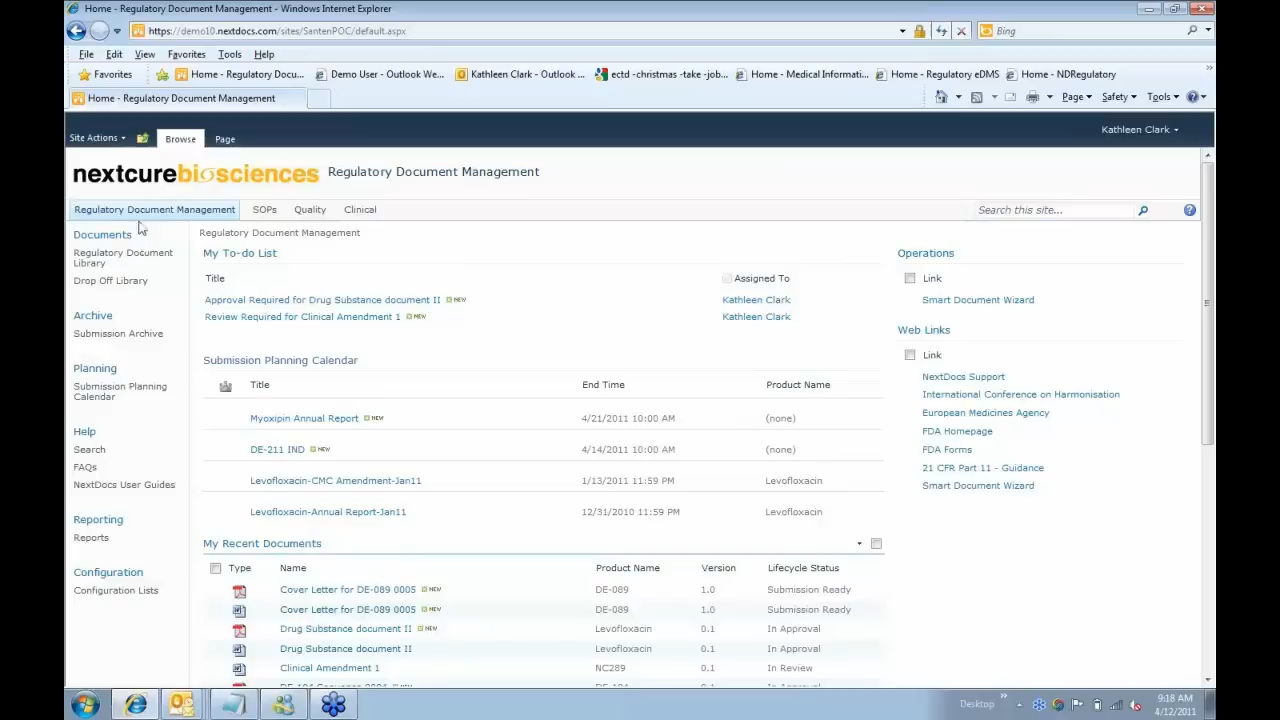 Home - Regulatory Document Management - Windows Internet Explorer
https://demo10.nextdocs.com/sites/SantenPOC/default.aspx
Bing
File Edit View Favorites Tools Help
Favorites Home - Regulatory Docu... Demo User - Outlook We... Kathleen Clark - Outlook ... ectd -christmas -take -job... Home - Medical Informati... Home - Regulatory eDMS Home - NDRegulatory
Home - Regulatory Document Management
Page Safety Tools
Site Actions Browse Page
Kathleen Clark
nextcurebiosciences Regulatory Document Management
Regulatory Document Management SOPs Quality Clinical
Search this site...
Documents
Regulatory Document
Library
Drop Off Library
Archive
Submission Archive
Planning
Submission Planning
Calendar
Help
Search
FAQs
NextDocs User Guides
Reporting
Reports
Configuration
Configuration Lists
Regulatory Document Management
My To-do List
Title Assigned To
Approval Required for Drug Substance document II NEW Kathleen Clark
Review Required for Clinical Amendment 1 NEW Kathleen Clark
Submission Planning Calendar
Title End Time Product Name
Myoxipin Annual Report NEW 4/21/2011 10:00 AM (none)
DE-211 IND NEW 4/14/2011 10:00 AM (none)
Levofloxacin-CMC Amendment-Jan11 1/13/2011 11:59 PM Levofloxacin
Levofloxacin-Annual Report-Jan11 12/31/2010 11:59 PM Levofloxacin
My Recent Documents
Type Name Product Name Version Lifecycle Status
Cover Letter for DE-089 0005 NEW DE-089 1.0 Submission Ready
Cover Letter for DE-089 0005 NEW DE-089 1.0 Submission Ready
Drug Substance document II NEW Levofloxacin 0.1 In Approval
Drug Substance document II Levofloxacin 0.1 In Approval
Clinical Amendment 1 NC289 0.1 In Review
Operations
Link
Smart Document Wizard
Web Links
Link
NextDocs Support
International Conference on Harmonisation
European Medicines Agency
FDA Homepage
FDA Forms
21 CFR Part 11 - Guidance
Smart Document Wizard
Desktop
9:18 AM
4/12/2011